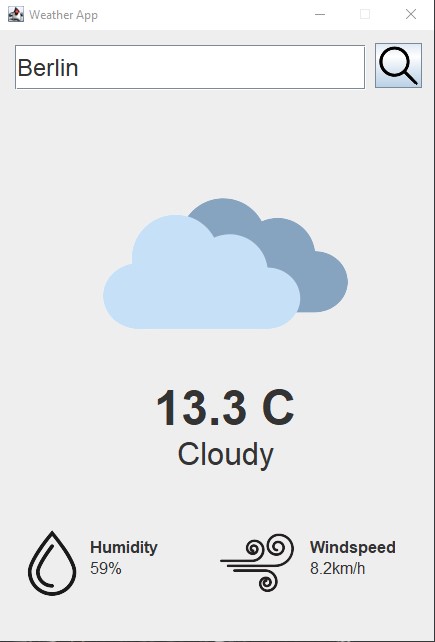 Weather App
Berlin
13.3 C
Cloudy
Humidity
59%
Windspeed
8.2km/h